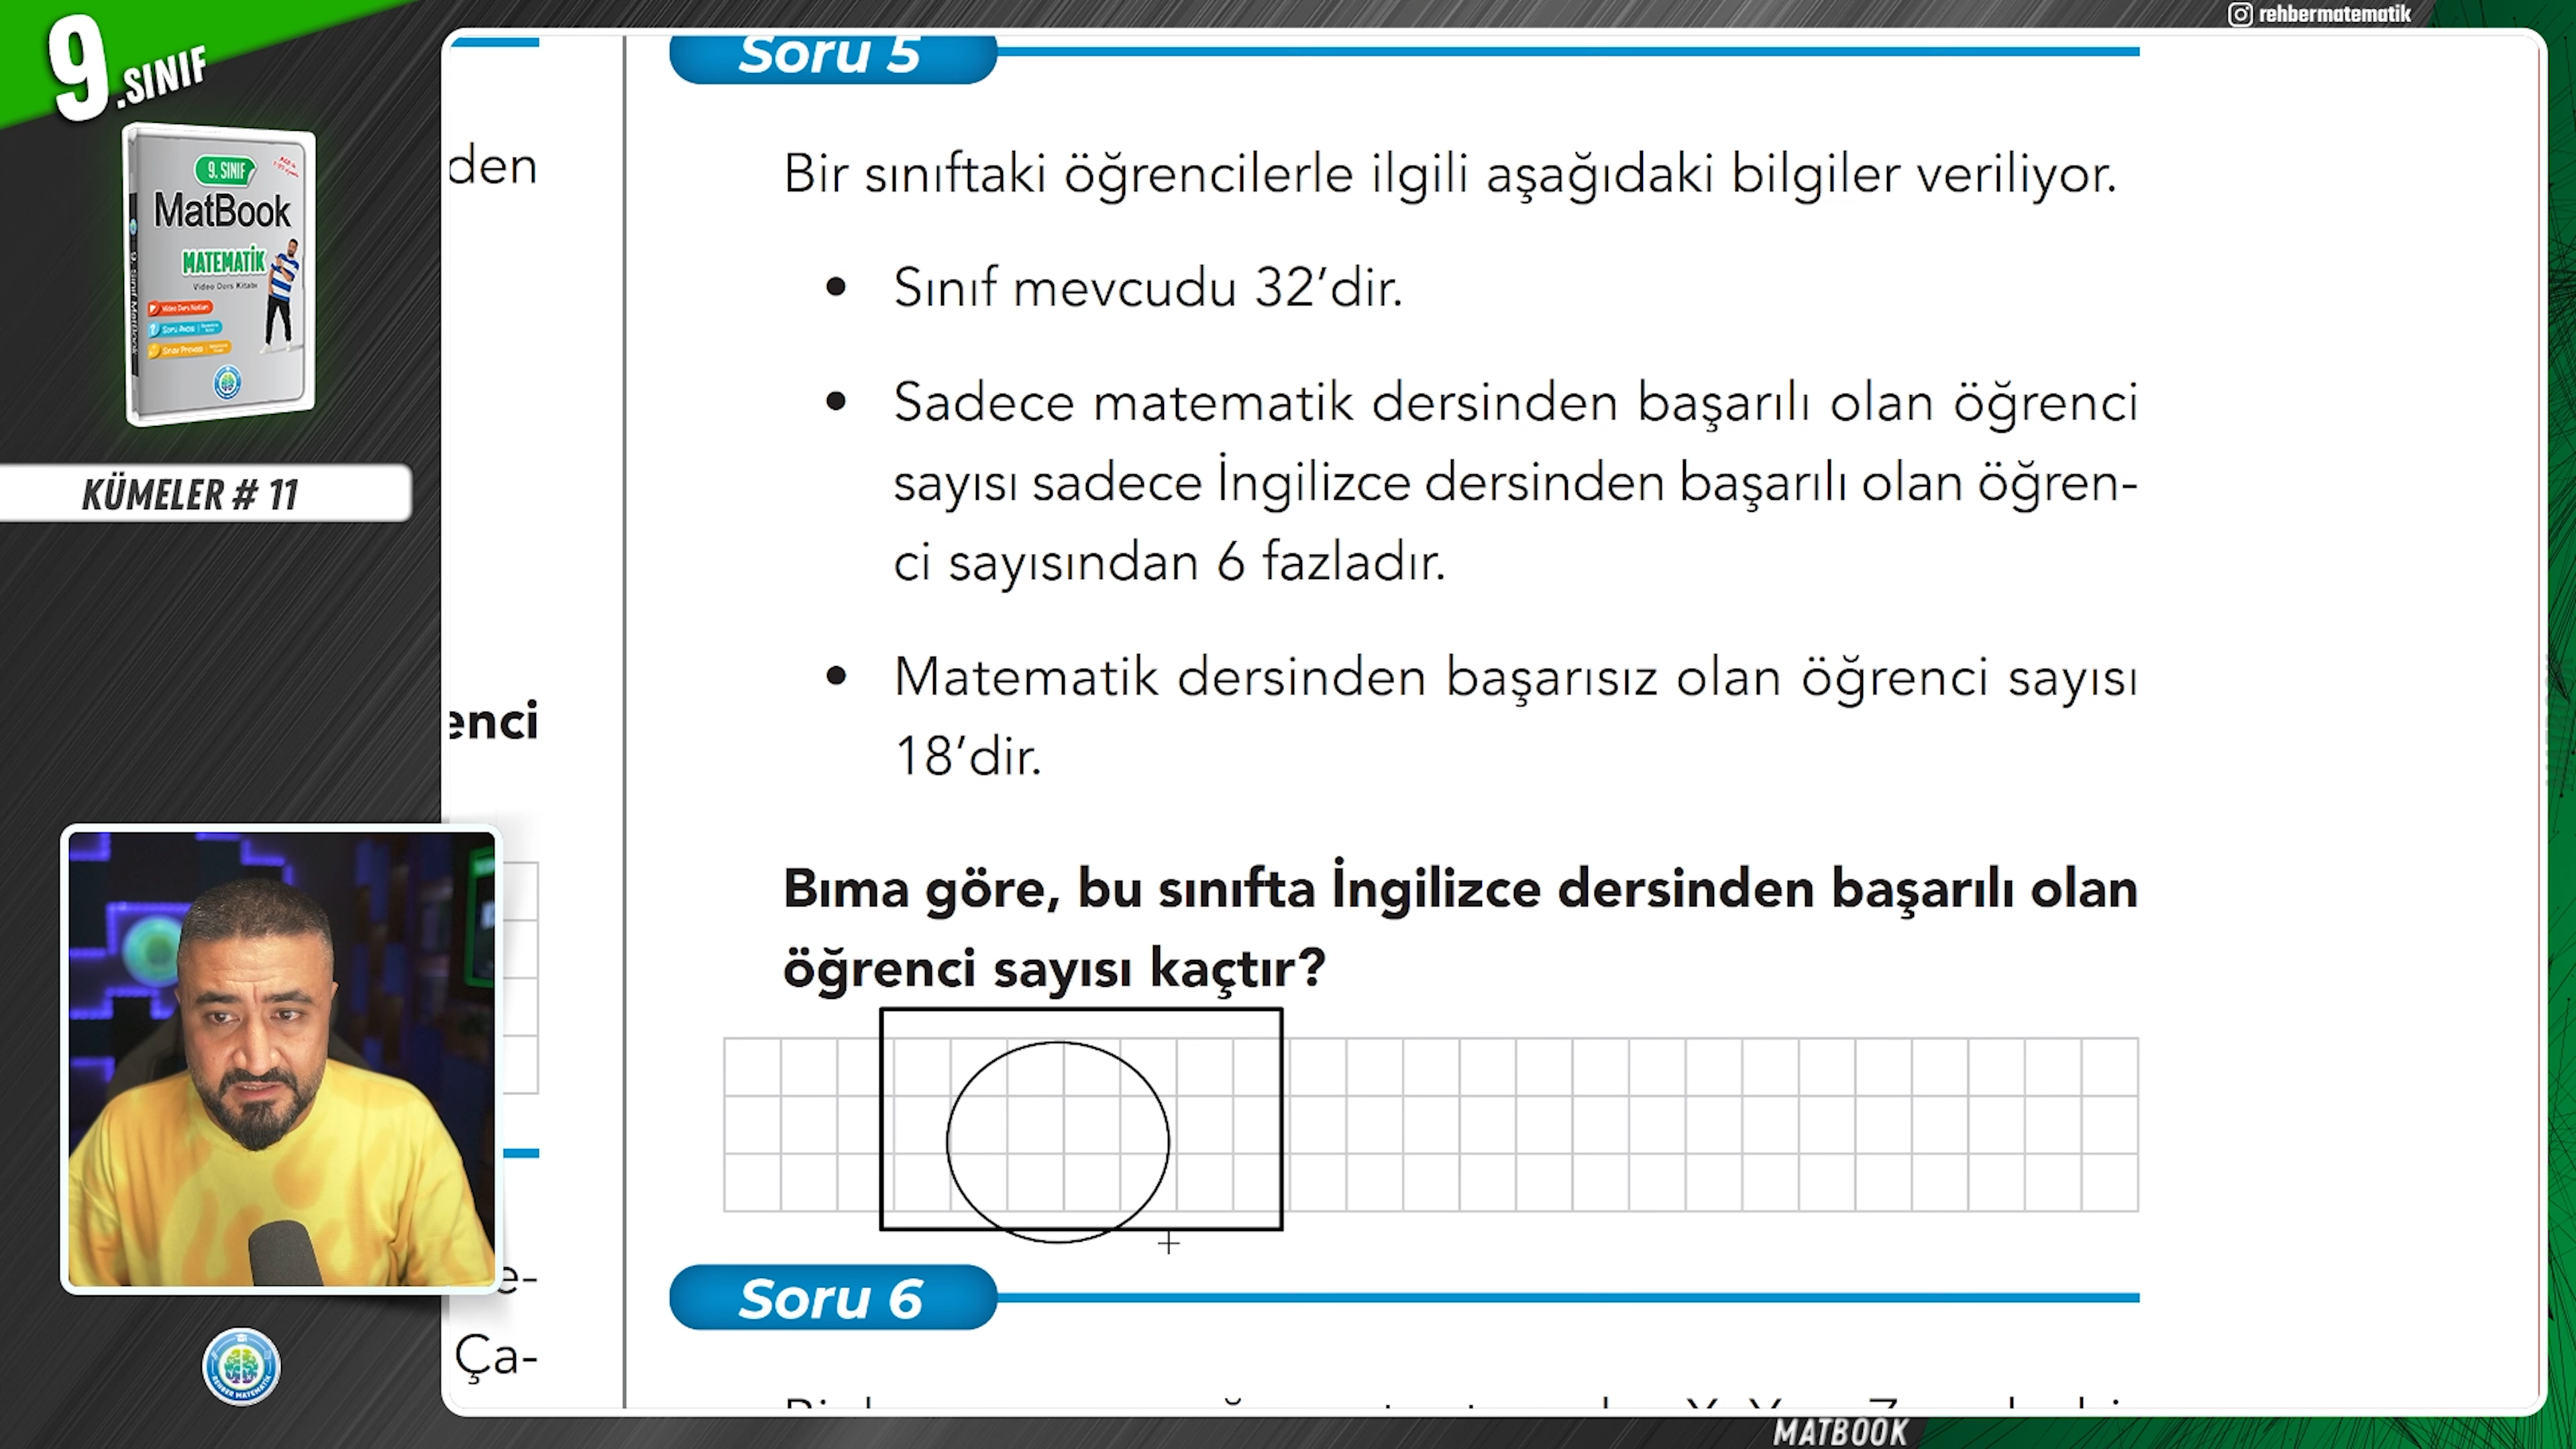 rehbermatematik
9.SINIF
9. SINIF
MatBook
MATEMATİK
Video Ders Kitabı
KÜMELER # 11
den
enci
e-
Ça-
Soru 5
Bir sınıftaki öğrencilerle ilgili aşağıdaki bilgiler veriliyor.
• Sınıf mevcudu 32'dir.
• Sadece matematik dersinden başarılı olan öğrenci
sayısı sadece İngilizce dersinden başarılı olan öğren-
ci sayısından 6 fazladır.
• Matematik dersinden başarısız olan öğrenci sayısı
18'dir.
Bıma göre, bu sınıfta İngilizce dersinden başarılı olan
öğrenci sayısı kaçtır?
Soru 6
MATBOOK